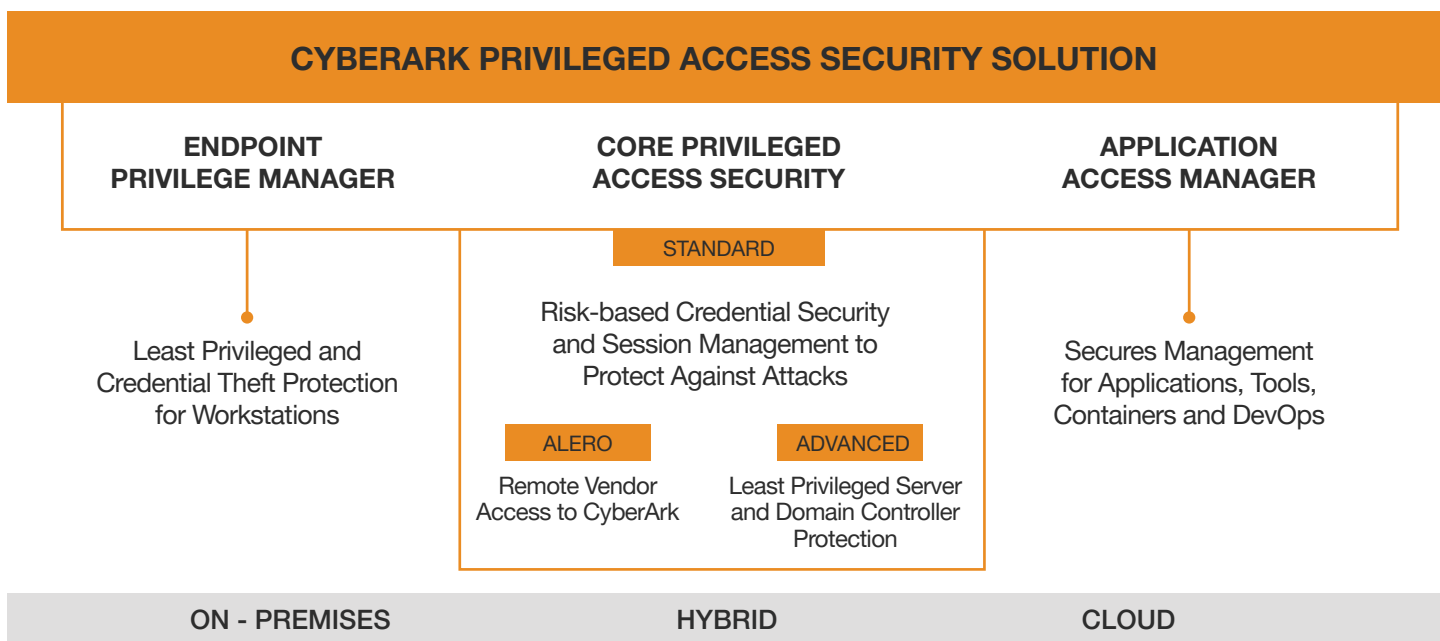 CYBERARK PRIVILEGED ACCESS SECURITY SOLUTION
ENDPOINT
PRIVILEGE MANAGER
CORE PRIVILEGED
ACCESS SECURITY
APPLICATION
ACCESS MANAGER
Least Privileged and
Credential Theft Protection
for Workstations
STANDARD
Risk-based Credential Security
and Session Management to
Protect Against Attacks
ALERO
Remote Vendor
Access to CyberArk
ADVANCED
Least Privileged Server
and Domain Controller
Protection
Secures Management
for Applications, Tools,
Containers and DevOps
ON - PREMISES
HYBRID
CLOUD